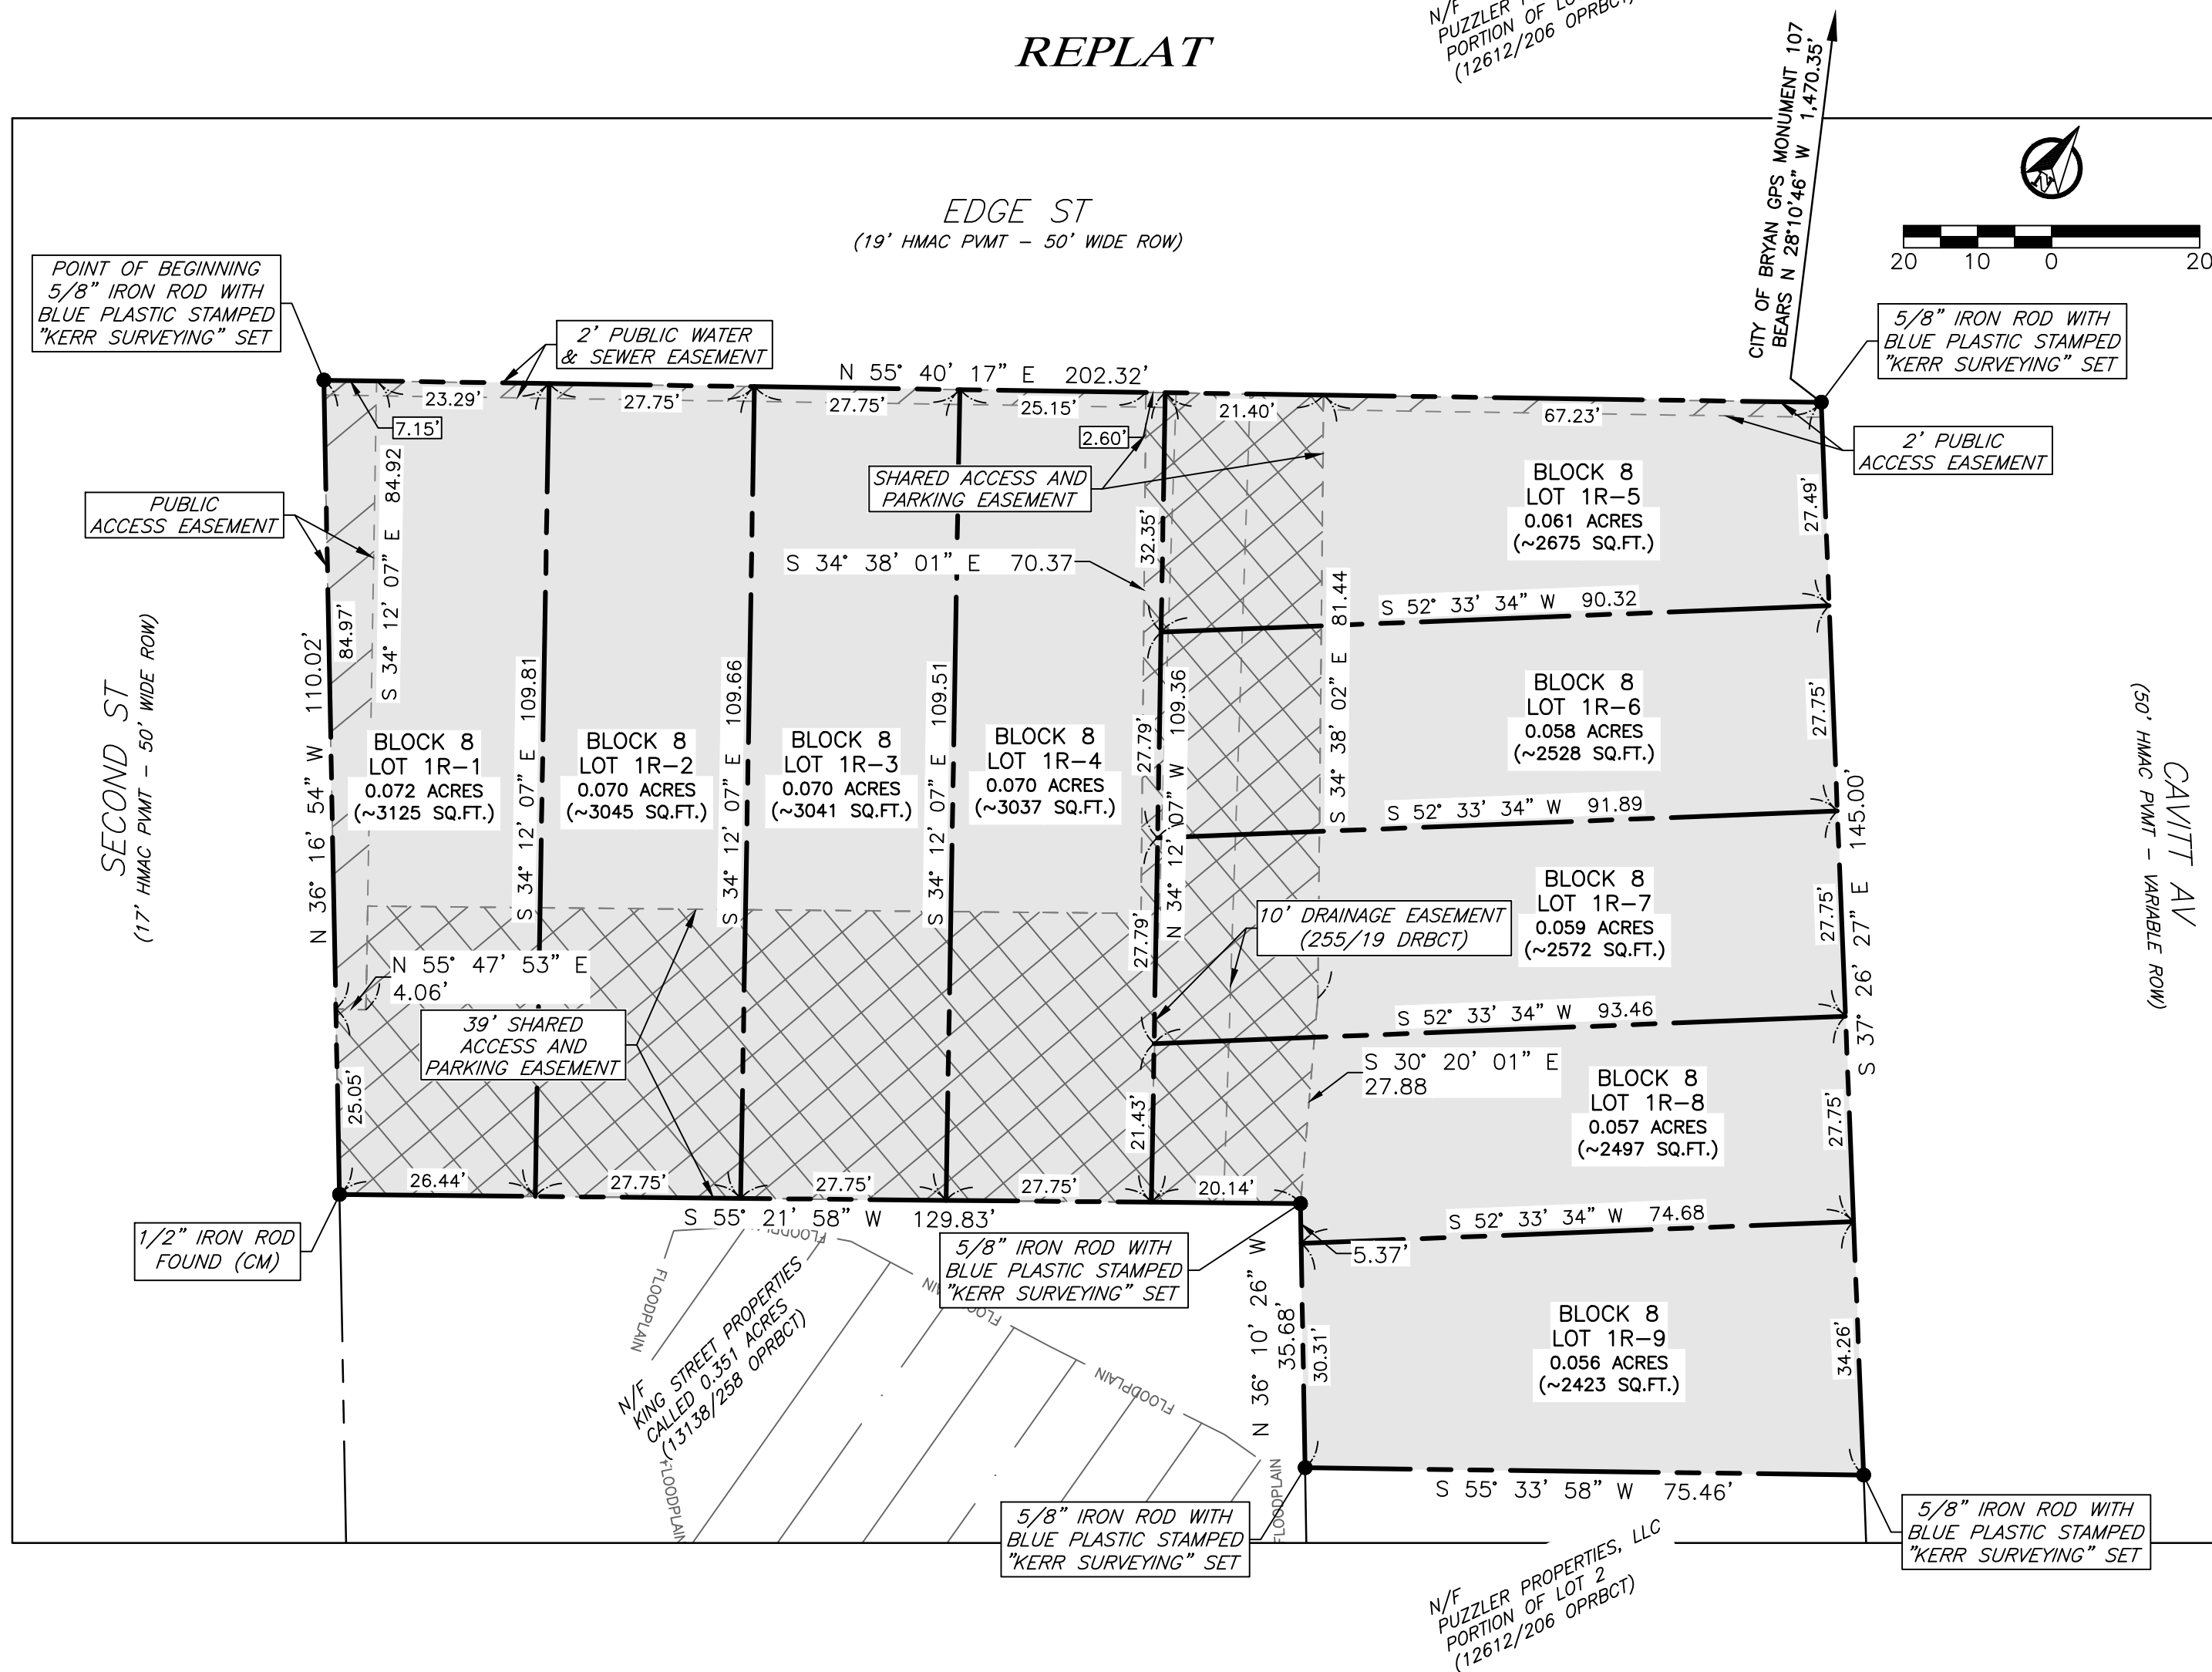 N/F
PORTION OF
(12612/206 OPRBCT)
REPLAT
CITY OF BRYAN GPS MONUMENT 107
BEARS N 28°10'46" W 1,470.35'
N
20 10 0 20
EDGE ST
(19' HMAC PVMT – 50' WIDE ROW)
POINT OF BEGINNING
5/8" IRON ROD WITH
BLUE PLASTIC STAMPED
"KERR SURVEYING" SET
2' PUBLIC WATER
& SEWER EASEMENT
5/8" IRON ROD WITH
BLUE PLASTIC STAMPED
"KERR SURVEYING" SET
N 55° 40' 17" E 202.32'
23.29'
27.75'
27.75'
25.15'
21.40'
67.23'
7.15'
2.60'
2' PUBLIC
ACCESS EASEMENT
SHARED ACCESS AND
PARKING EASEMENT
PUBLIC
ACCESS EASEMENT
S 34° 12' 07" E 84.92
S 34° 38' 01" E 70.37
32.35'
27.49'
BLOCK 8
LOT 1R-5
0.061 ACRES
(~2675 SQ.FT.)
S 52° 33' 34" W 90.32
SECOND ST
(17' HMAC PVMT – 50' WIDE ROW)
N 36° 16' 54" W 110.02'
84.97'
S 34° 12' 07" E 109.81
S 34° 12' 07" E 109.66
S 34° 12' 07" E 109.51
27.79'
N 34° 12' 07" W 109.36
S 34° 38' 02" E 81.44
BLOCK 8
LOT 1R-6
0.058 ACRES
(~2528 SQ.FT.)
27.75'
CAVITT AV
(50' HMAC PVMT – VARIABLE ROW)
BLOCK 8
LOT 1R-1
0.072 ACRES
(~3125 SQ.FT.)
BLOCK 8
LOT 1R-2
0.070 ACRES
(~3045 SQ.FT.)
BLOCK 8
LOT 1R-3
0.070 ACRES
(~3041 SQ.FT.)
BLOCK 8
LOT 1R-4
0.070 ACRES
(~3037 SQ.FT.)
S 52° 33' 34" W 91.89
S 37° 26' 27" E 145.00'
BLOCK 8
LOT 1R-7
0.059 ACRES
(~2572 SQ.FT.)
27.75'
27.79'
10' DRAINAGE EASEMENT
(255/19 DRBCT)
N 55° 47' 53" E
4.06'
39' SHARED
ACCESS AND
PARKING EASEMENT
S 52° 33' 34" W 93.46
S 30° 20' 01" E
27.88
BLOCK 8
LOT 1R-8
0.057 ACRES
(~2497 SQ.FT.)
27.75'
25.05'
21.43'
26.44'
27.75'
27.75'
27.75'
20.14'
S 55° 21' 58" W 129.83'
S 52° 33' 34" W 74.68
5.37'
1/2" IRON ROD
FOUND (CM)
5/8" IRON ROD WITH
BLUE PLASTIC STAMPED
"KERR SURVEYING" SET
FLOODPLAIN
FLOODPLAIN
FLOODPLAIN
FLOODPLAIN
FLOODPLAIN
FLOODPLAIN
FLOODPLAIN
N/F
KING STREET PROPERTIES
CALLED 0.351 ACRES
(13138/258 OPRBCT)
N 36° 10' 26" W
35.68'
30.31'
BLOCK 8
LOT 1R-9
0.056 ACRES
(~2423 SQ.FT.)
34.26'
S 55° 33' 58" W 75.46'
5/8" IRON ROD WITH
BLUE PLASTIC STAMPED
"KERR SURVEYING" SET
5/8" IRON ROD WITH
BLUE PLASTIC STAMPED
"KERR SURVEYING" SET
N/F
PUZZLER PROPERTIES, LLC
PORTION OF LOT 2
(12612/206 OPRBCT)